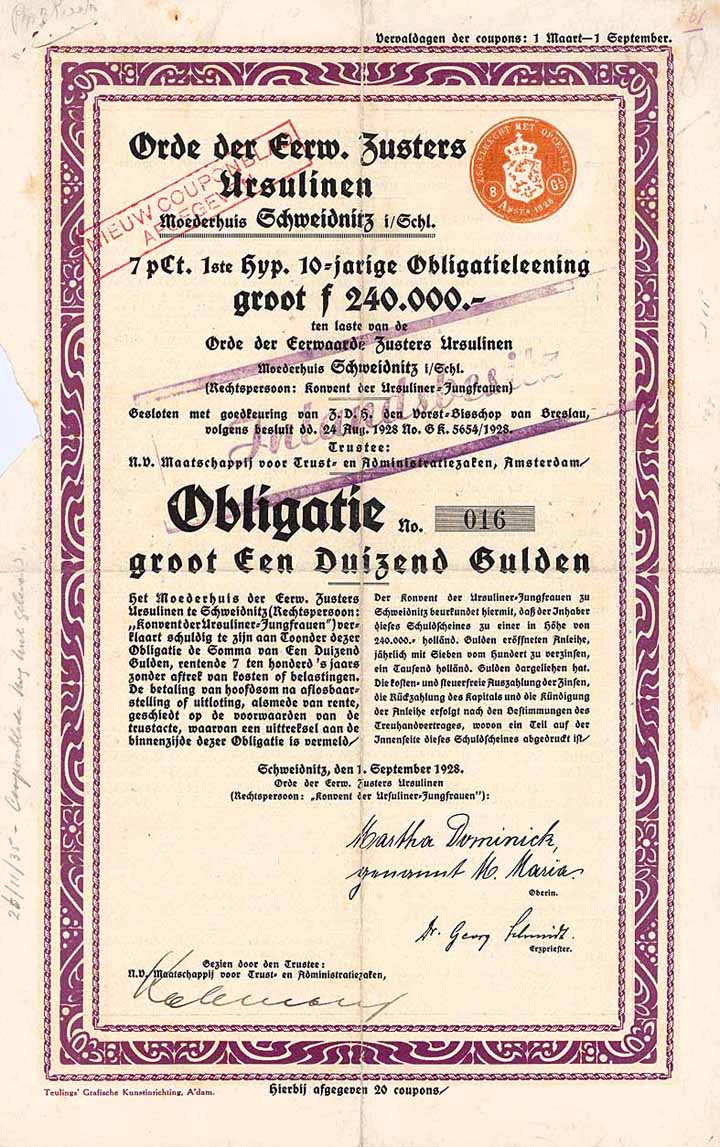 Vervaldagen der coupons: 1 Maart—1 September.
Orde der Eerw. Zusters
Ursulinen
Moederhuis Schweidnitz i/Schl.
NIEUW COUPONBLAD
AFGEGEVEN
ZEGELRECHT MET OPCENTEN
8 Gld
AMSTM 1928
7 pCt. 1ste Hyp. 10=jarige Obligatieleening
groot f 240.000.-
ten laste van de
Orde der Eerwaarde Zusters Ursulinen
Moederhuis Schweidnitz i/Schl.
(Rechtspersoon: Konvent der Ursuliner=Jungfrauen)
Gesloten met goedkeuring van Z. D. H. den Vorst=Bisschop van Breslau,
volgens besluit dd. 24 Aug. 1928 No. G K. 5654/1928.
Inlandsbesitz
Trustee:
N.V. Maatschappij voor Trust= en Administratiezaken, Amsterdam/
Obligatie No. 016
groot Een Duizend Gulden
Het Moederhuis der Eerw. Zusters
Ursulinen te Schweidnitz (Rechtspersoon:
„Konvent der Ursuliner=Jungfrauen") ver=
klaart schuldig te zijn aan Toonder dezer
Obligatie de Somma van Een Duizend
Gulden, rentende 7 ten honderd 's jaars
zonder aftrek van kosten of belastingen.
De betaling van hoofdsom na aflosbaar=
stelling of uitloting, alsmede van rente,
geschiedt op de voorwaarden van de
trustacte, waarvan een uittreksel aan de
binnenzijde dezer Obligatie is vermeld/
Der Konvent der Ursuliner=Jungfrauen zu
Schweidnitz beurkundet hiermit, daß der Inhaber
dieses Schuldscheines zu einer in Höhe von
240.000.- holländ. Gulden eröffneten Anleihe,
jährlich mit Sieben vom Hundert zu verzinsen,
ein Tausend holländ. Gulden dargeliehen hat.
Die kosten= und steuerfreie Auszahlung der Zinsen,
die Rückzahlung des Kapitals und die Kündigung
der Anleihe erfolgt nach den Bestimmungen des
Treuhandvertrages, wovon ein Teil auf der
Innenseite dieses Schuldscheines abgedruckt ist/
Schweidnitz, den 1. September 1928.
Orde der Eerw. Zusters Ursulinen
(Rechtspersoon: „Konvent der Ursuliner=Jungfrauen"):
Martha Dominick,
genannt M. Maria.
Oberin.
Dr. Georg Schmidt.
Erzpriester.
Gezien door den Trustee:
N.V. Maatschappij voor Trust= en Administratiezaken,
26/11/35 - Couponblad
Teulings' Grafische Kunstinrichting, A'dam.
Hierbij afgegeven 20 coupons/